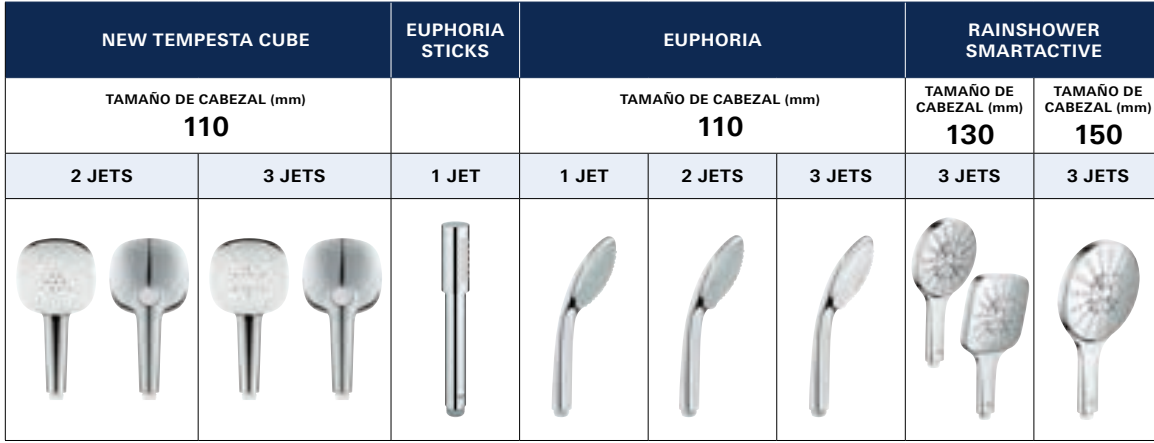 NEW TEMPESTA CUBE
EUPHORIA
STICKS
EUPHORIA
RAINSHOWER
SMARTACTIVE
TAMAÑO DE CABEZAL (mm)
110
TAMAÑO DE CABEZAL (mm)
110
TAMAÑO DE
CABEZAL (mm)
130
TAMAÑO DE
CABEZAL (mm)
150
2 JETS
3 JETS
1 JET
1 JET
2 JETS
3 JETS
3 JETS
3 JETS